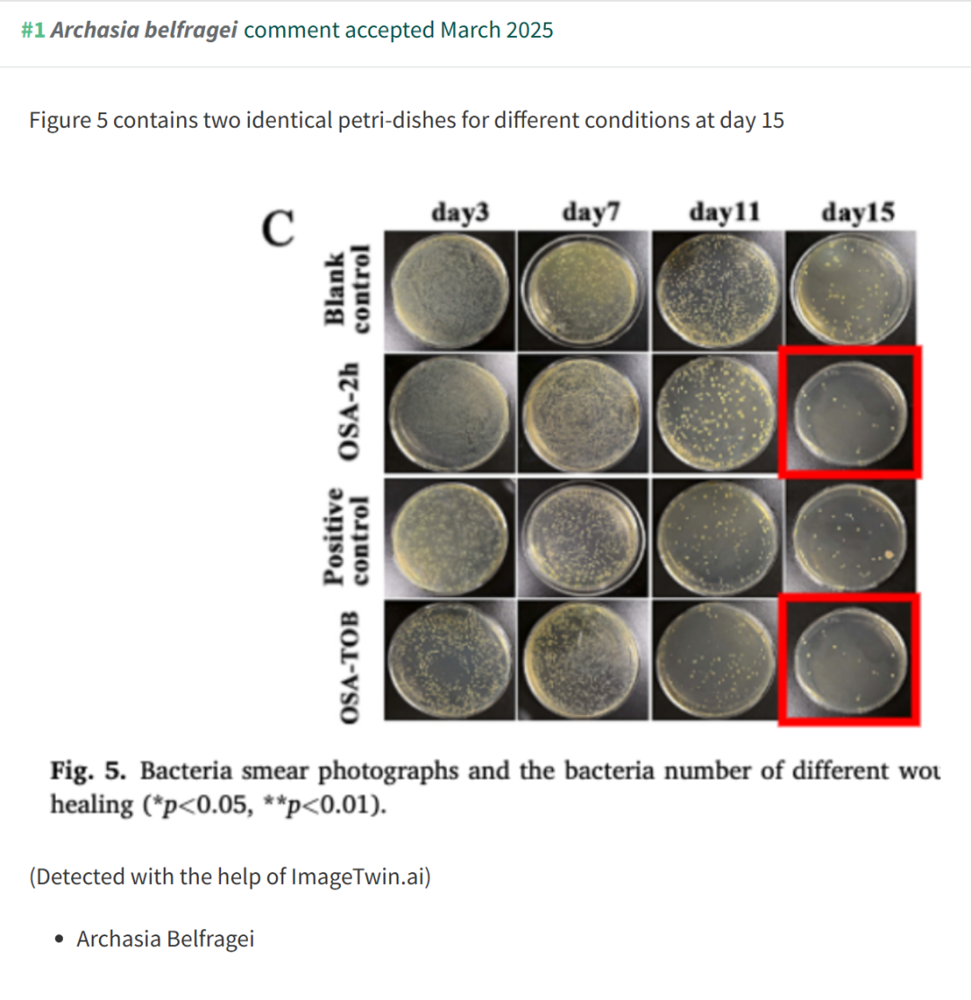 #1 Archasia belfragei comment accepted March 2025
Figure 5 contains two identical petri-dishes for different conditions at day 15
C
day3 day7 day11 day15
Blank
control
OSA-2h
Positive
control
OSA-TOB
Fig. 5. Bacteria smear photographs and the bacteria number of different wou
healing (*p<0.05, **p<0.01).
(Detected with the help of ImageTwin.ai)
• Archasia Belfragei